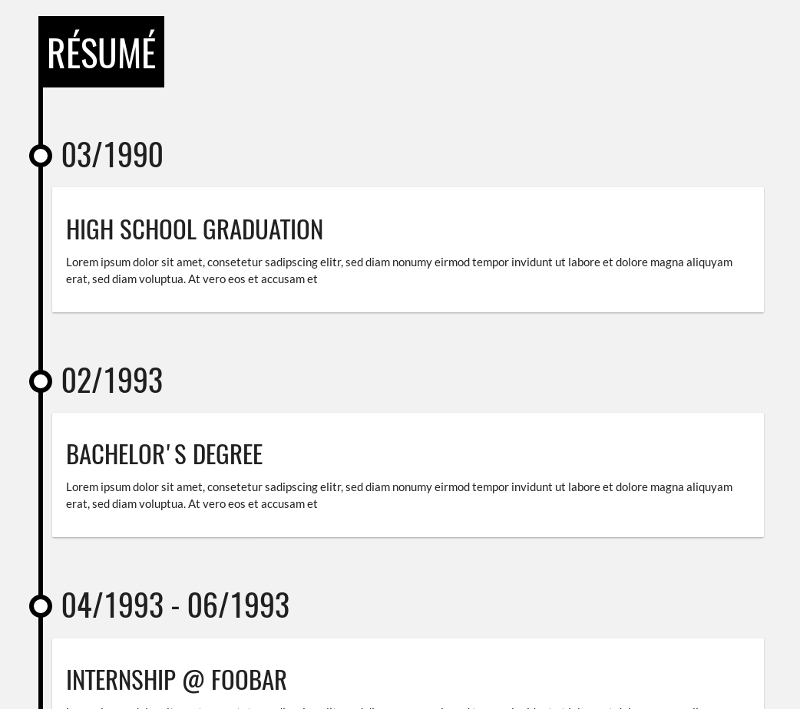 RÉSUMÉ
03/1990
HIGH SCHOOL GRADUATION
Lorem ipsum dolor sit amet, consetetur sadipscing elitr, sed diam nonumy eirmod tempor invidunt ut labore et dolore magna aliquyam
erat, sed diam voluptua. At vero eos et accusam et
02/1993
BACHELOR'S DEGREE
Lorem ipsum dolor sit amet, consetetur sadipscing elitr, sed diam nonumy eirmod tempor invidunt ut labore et dolore magna aliquyam
erat, sed diam voluptua. At vero eos et accusam et
04/1993 - 06/1993
INTERNSHIP @ FOOBAR